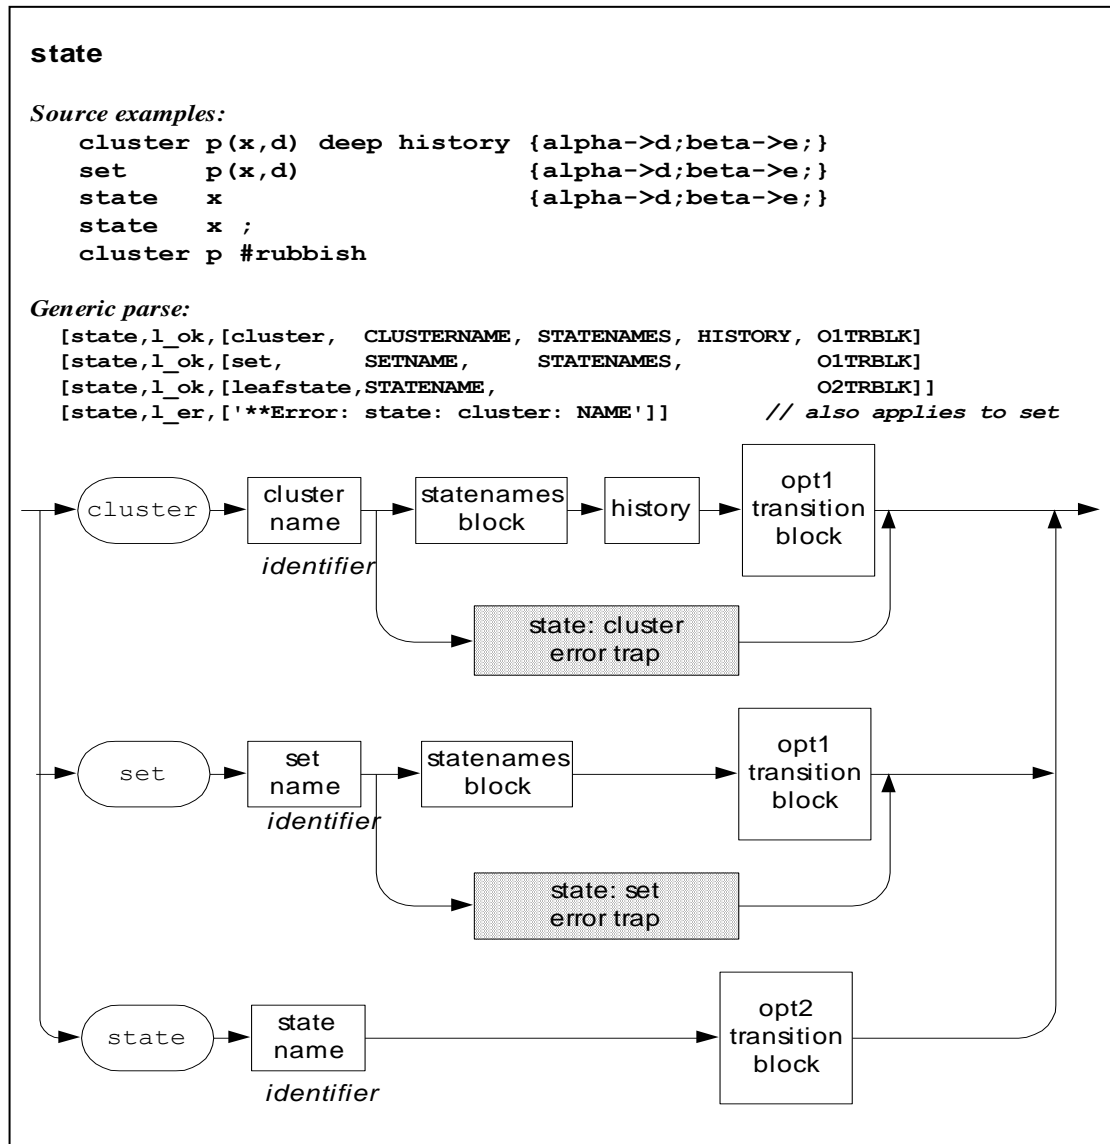 state
Source examples:
cluster p(x,d) deep history {alpha->d;beta->e;}
set p(x,d) {alpha->d;beta->e;}
state x {alpha->d;beta->e;}
state x ;
cluster p #rubbish
Generic parse:
[state,l_ok,[cluster, CLUSTERNAME, STATENAMES, HISTORY, O1TRBLK]
[state,l_ok,[set, SETNAME, STATENAMES, O1TRBLK]
[state,l_ok,[leafstate,STATENAME, O2TRBLK]]
[state,l_er,['**Error: state: cluster: NAME']] // also applies to set
cluster
cluster
name
identifier
statenames
block
history
opt1
transition
block
state: cluster
error trap
set
set
name
identifier
statenames
block
opt1
transition
block
state: set
error trap
state
state
name
identifier
opt2
transition
block